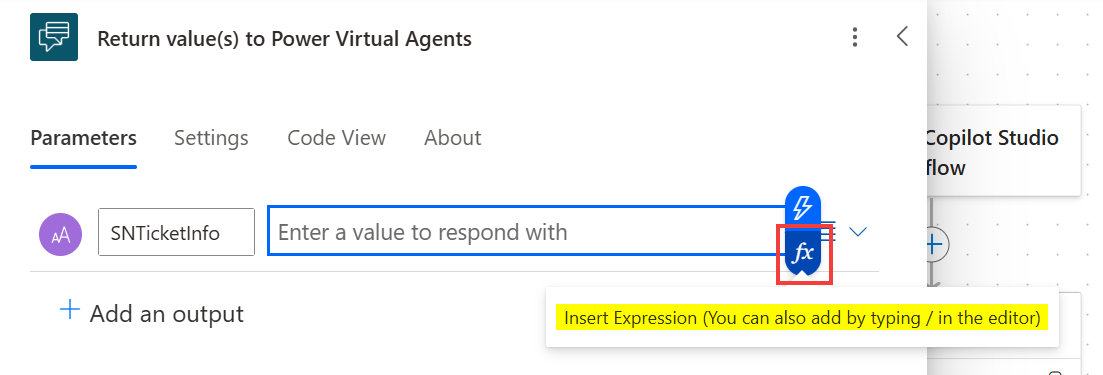 Return value(s) to Power Virtual Agents
Parameters Settings Code View About
Copilot Studio
flow
AA SNTicketInfo Enter a value to respond with fx
Add an output
Insert Expression (You can also add by typing / in the editor)